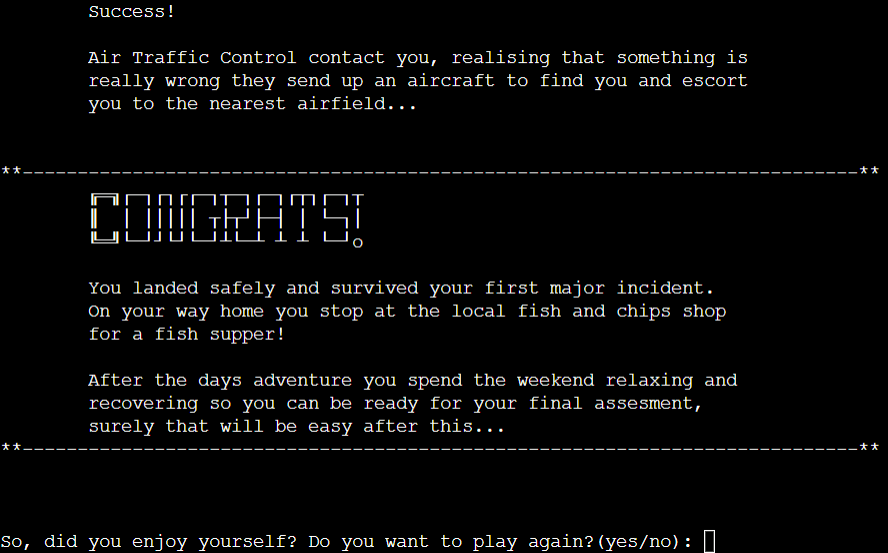 Success!
Air Traffic Control contact you, realising that something is
really wrong they send up an aircraft to find you and escort
you to the nearest airfield...
**----------------------------------------------------------------------------**
CONGRATS!
You landed safely and survived your first major incident.
On your way home you stop at the local fish and chips shop
for a fish supper!
After the days adventure you spend the weekend relaxing and
recovering so you can be ready for your final assesment,
surely that will be easy after this...
**----------------------------------------------------------------------------**
So, did you enjoy yourself? Do you want to play again?(yes/no):